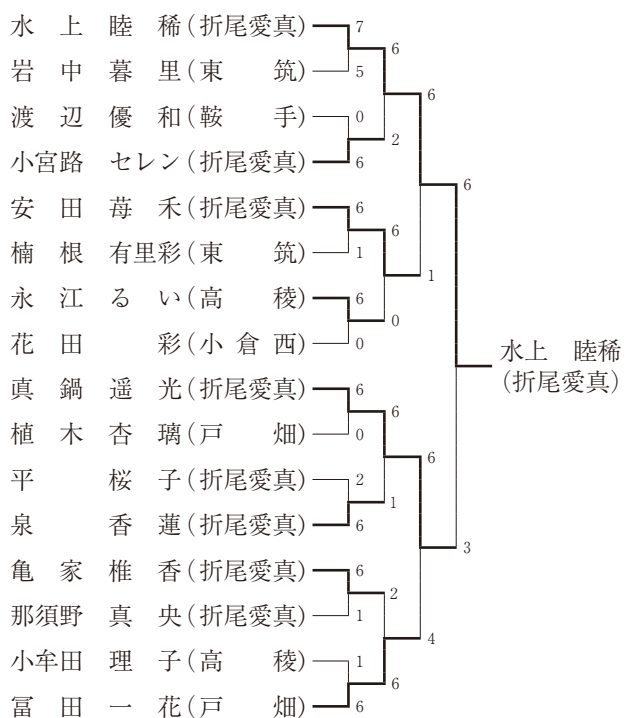 水上睦稀(折尾愛真) 7
6
岩中暮里(東筑) 5
6
渡辺優和(鞍手) 0
2
小宮路 セレン(折尾愛真) 6
6
安田苺禾(折尾愛真) 6
6
楠根有里彩(東筑) 1
1
永江るい(高稜) 6
0
花田彩(小倉西) 0
水上 睦稀
(折尾愛真)
真鍋遥光(折尾愛真) 6
6
植木杏璃(戸畑) 0
6
平桜子(折尾愛真) 2
1
泉香蓮(折尾愛真) 6
3
亀家椎香(折尾愛真) 6
2
那須野真央(折尾愛真) 1
4
小牟田理子(高稜) 1
6
冨田一花(戸畑) 6